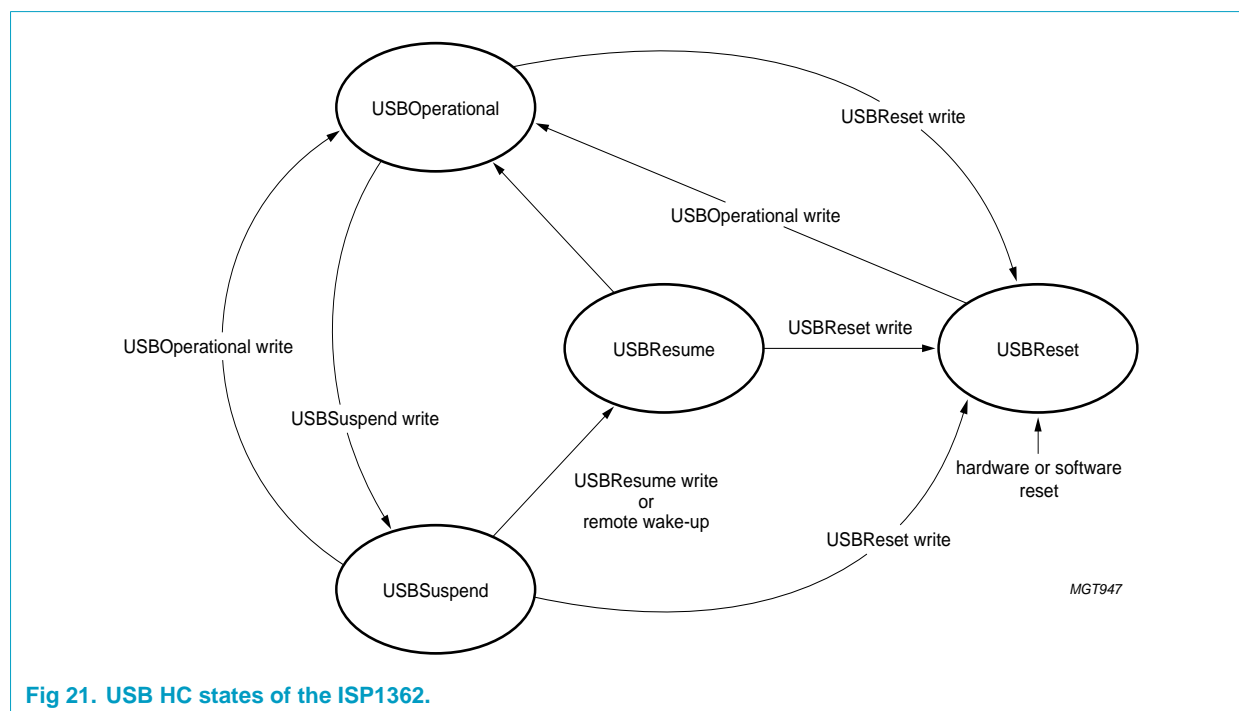 USBOperational
USBReset write
USBOperational write
USBReset write
USBResume
USBReset
USBOperational write
USBSuspend write
hardware or software
reset
USBResume write
or
remote wake-up
USBReset write
USBSuspend
MGT947
Fig 21. USB HC states of the ISP1362.